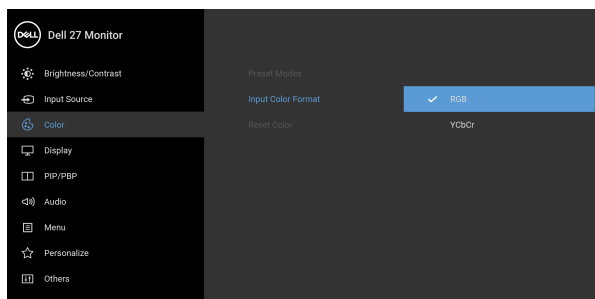 DELL
Dell 27 Monitor
Brightness/Contrast
Input Source
Color
Display
PIP/PBP
Audio
Menu
Personalize
Others
Preset Modes
Input Color Format
Reset Color
RGB
YCbCr